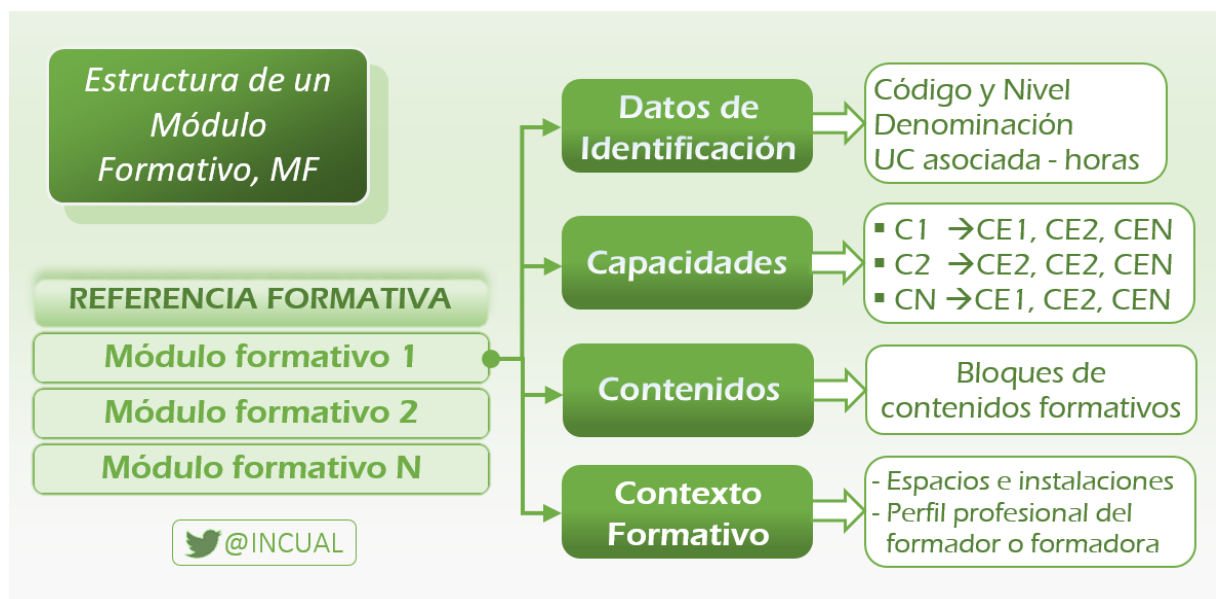 Estructura de un
Módulo
Formativo, MF
REFERENCIA FORMATIVA
Módulo formativo 1
Módulo formativo 2
Módulo formativo N
@INCUAL
Datos de
Identificación
Código y Nivel
Denominación
UC asociada - horas
Capacidades
▪ C1 →CE1, CE2, CEN
▪ C2 →CE2, CE2, CEN
▪ CN →CE1, CE2, CEN
Contenidos
Bloques de
contenidos formativos
Contexto
Formativo
- Espacios e instalaciones
- Perfil profesional del
formador o formadora